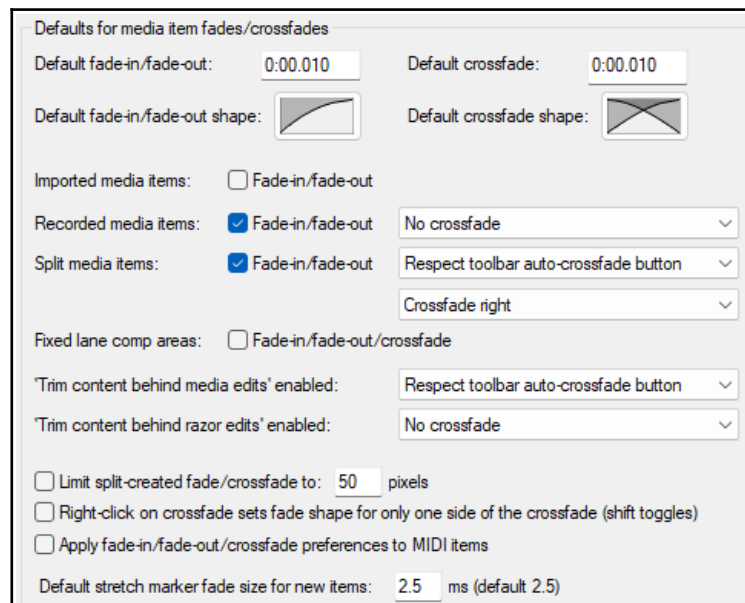 Defaults for media item fades/crossfades
Default fade-in/fade-out: 0:00.010 Default crossfade: 0:00.010
Default fade-in/fade-out shape: Default crossfade shape:
Imported media items: Fade-in/fade-out
Recorded media items: Fade-in/fade-out No crossfade
Split media items: Fade-in/fade-out Respect toolbar auto-crossfade button
Crossfade right
Fixed lane comp areas: Fade-in/fade-out/crossfade
'Trim content behind media edits' enabled: Respect toolbar auto-crossfade button
'Trim content behind razor edits' enabled: No crossfade
Limit split-created fade/crossfade to: 50 pixels
Right-click on crossfade sets fade shape for only one side of the crossfade (shift toggles)
Apply fade-in/fade-out/crossfade preferences to MIDI items
Default stretch marker fade size for new items: 2.5 ms (default 2.5)